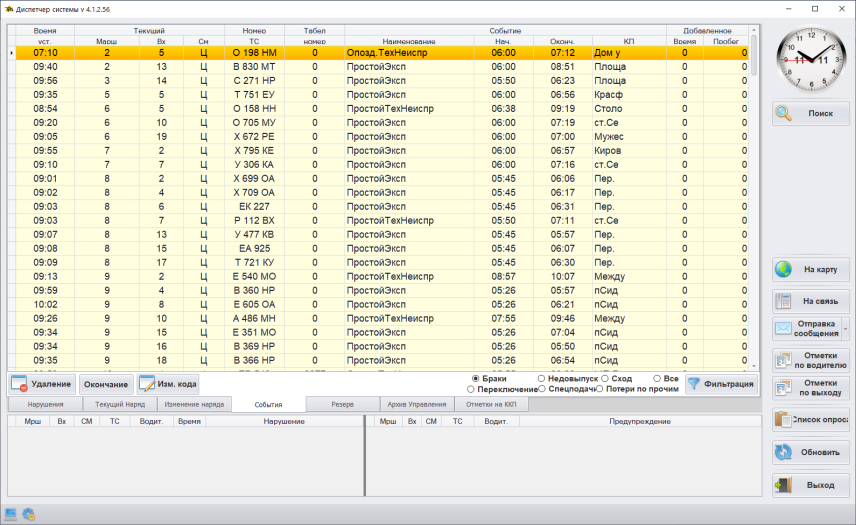 Диспетчер системы v 4.1.2.56
Время Текущий Номер Табел Событие Добавленное
уст. Марш Вх См ТС номер Наименование Нач. Оконч. КП Время Пробег
07:10 2 5 Ц О 198 НМ 0 Опозд.ТехНеиспр 06:00 07:12 Дом у 0 0
09:40 2 13 Ц В 830 МТ 0 ПростойЭксп 06:00 08:51 Площа 0 0
09:56 3 14 Ц С 271 НР 0 ПростойЭксп 05:50 06:23 Площа 0 0
09:35 5 5 Ц Т 751 ЕУ 0 ПростойЭксп 06:00 06:56 Красф 0 0
08:54 6 5 Ц О 158 НН 0 ПростойТехНеиспр 06:38 09:19 Столо 0 0
09:20 6 10 Ц О 705 МУ 0 ПростойЭксп 06:00 07:19 ст.Се 0 0
09:05 6 19 Ц Х 672 РЕ 0 ПростойЭксп 06:00 07:00 Мужес 0 0
09:55 7 2 Ц Х 795 КЕ 0 ПростойЭксп 06:00 06:57 Киров 0 0
09:10 7 7 Ц У 306 КА 0 ПростойЭксп 06:00 07:16 ст.Се 0 0
09:01 8 2 Ц Х 699 ОА 0 ПростойЭксп 05:45 06:06 Пер. 0 0
09:02 8 4 Ц Х 709 ОА 0 ПростойЭксп 05:45 06:17 Пер. 0 0
09:03 8 6 Ц ЕК 227 0 ПростойЭксп 05:45 06:31 Пер. 0 0
09:03 8 7 Ц Р 112 ВХ 0 ПростойТехНеиспр 05:50 07:11 ст.Се 0 0
09:07 8 13 Ц У 477 КВ 0 ПростойЭксп 05:45 05:57 Пер. 0 0
09:08 8 15 Ц ЕА 925 0 ПростойЭксп 05:45 06:07 Пер. 0 0
09:09 8 17 Ц Т 721 КУ 0 ПростойЭксп 05:45 06:30 Пер. 0 0
09:13 9 2 Ц Е 540 МО 0 ПростойТехНеиспр 08:57 10:07 Между 0 0
09:59 9 4 Ц В 360 НР 0 ПростойЭксп 05:26 05:57 пСид 0 0
10:02 9 8 Ц Е 605 ОА 0 ПростойЭксп 05:26 06:21 пСид 0 0
09:26 9 10 Ц А 486 МН 0 ПростойТехНеиспр 07:55 09:46 Между 0 0
09:34 9 15 Ц Е 351 МО 0 ПростойЭксп 05:26 07:04 пСид 0 0
09:34 9 16 Ц В 369 НР 0 ПростойЭксп 05:26 05:50 пСид 0 0
09:35 9 18 Ц В 366 НР 0 ПростойЭксп 05:26 06:54 пСид 0 0
Удаление Окончание Изм. кода Браки Недовыпуск Сход Все Фильтрация
Переключение Спецподачи Потери по прочим
Нарушения Текущий Наряд Изменение наряда События Резерв Архив Управления Отметки на ККП
Мрш Вх СМ ТС Водит. Время Нарушение Мрш Вх СМ ТС Водит. Предупреждение
Поиск
На карту
На связь
Отправка
сообщения
Отметки
по водителю
Отметки
по выходу
Список опроса
Обновить
Выход